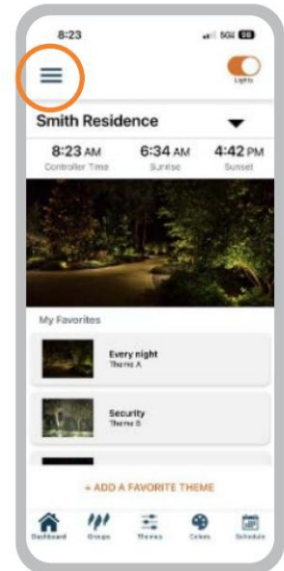 8:23
5G
Lights
Smith Residence
8:23 AM 6:34 AM 4:42 PM
Controller Time Sunrise Sunset
My Favorites
Every night
Theme A
Security
Theme B
+ ADD A FAVORITE THEME
Dashboard Groups Themes Colors Schedule